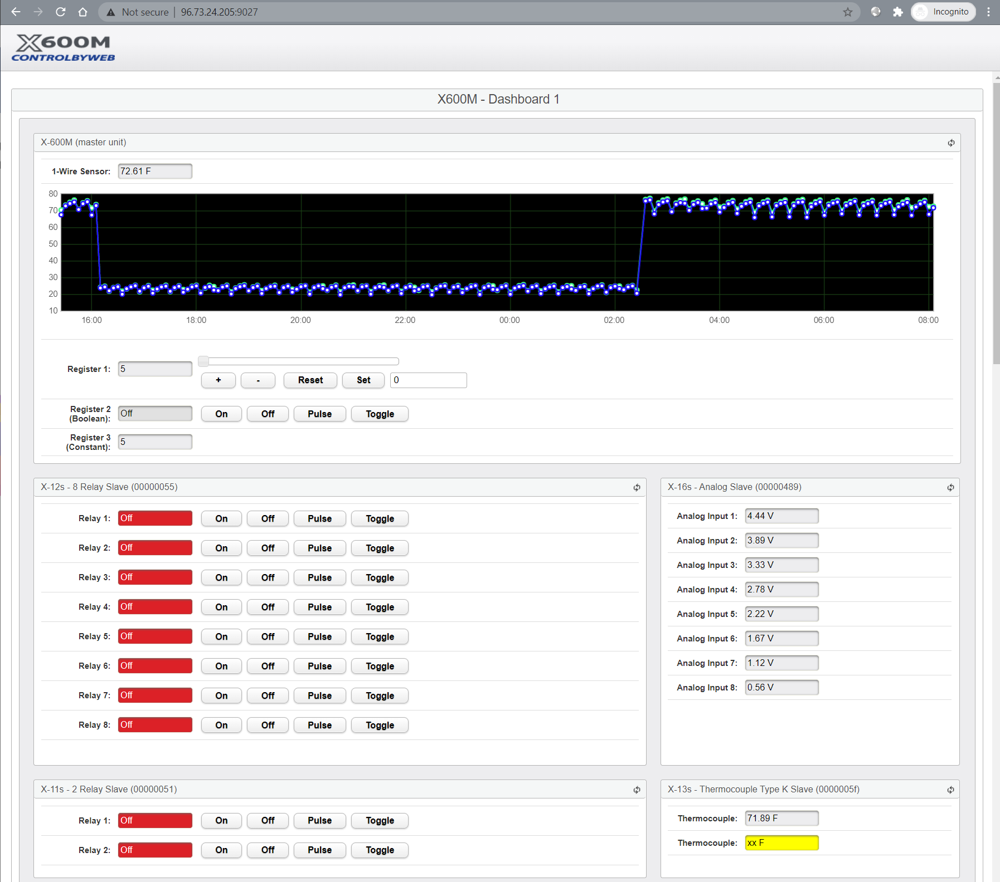 Not secure | 96.73.24.205:9027 Incognito
X600M
CONTROLBYWEB
X600M - Dashboard 1
X-600M (master unit)
1-Wire Sensor: 72.61 F
80
70
60
50
40
30
20
10
16:00 18:00 20:00 22:00 00:00 02:00 04:00 06:00 08:00
Register 1: 5
+ - Reset Set 0
Register 2 (Boolean): Off On Off Pulse Toggle
Register 3 (Constant): 5
X-12s - 8 Relay Slave (00000055)
Relay 1: Off On Off Pulse Toggle
Relay 2: Off On Off Pulse Toggle
Relay 3: Off On Off Pulse Toggle
Relay 4: Off On Off Pulse Toggle
Relay 5: Off On Off Pulse Toggle
Relay 6: Off On Off Pulse Toggle
Relay 7: Off On Off Pulse Toggle
Relay 8: Off On Off Pulse Toggle
X-16s - Analog Slave (00000489)
Analog Input 1: 4.44 V
Analog Input 2: 3.89 V
Analog Input 3: 3.33 V
Analog Input 4: 2.78 V
Analog Input 5: 2.22 V
Analog Input 6: 1.67 V
Analog Input 7: 1.12 V
Analog Input 8: 0.56 V
X-11s - 2 Relay Slave (00000051)
Relay 1: Off On Off Pulse Toggle
Relay 2: Off On Off Pulse Toggle
X-13s - Thermocouple Type K Slave (0000005f)
Thermocouple: 71.89 F
Thermocouple: xx F